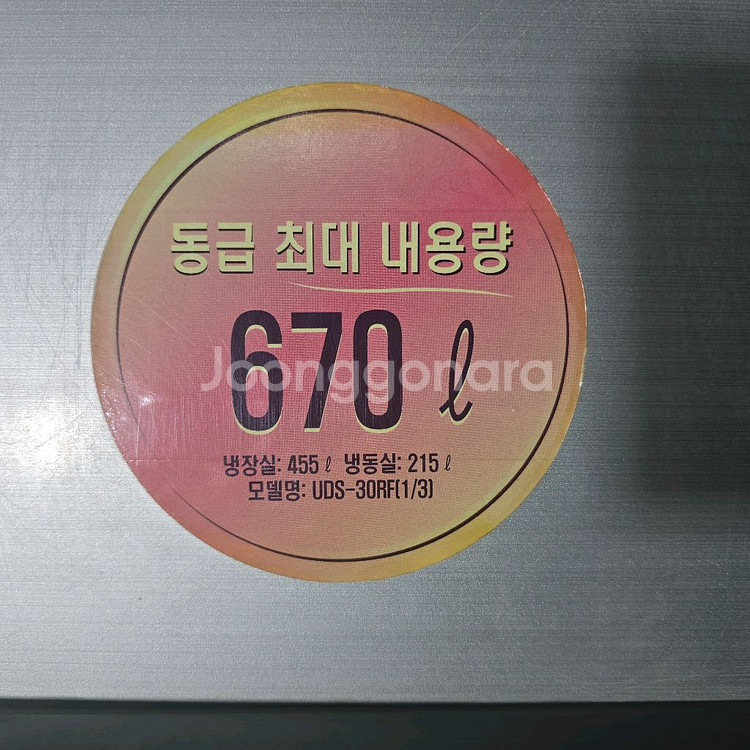 동급 최대 내용량
670 ℓ
Joonggonara
냉장실: 455 ℓ 냉동실: 215 ℓ
모델명: UDS-30RF(1/3)